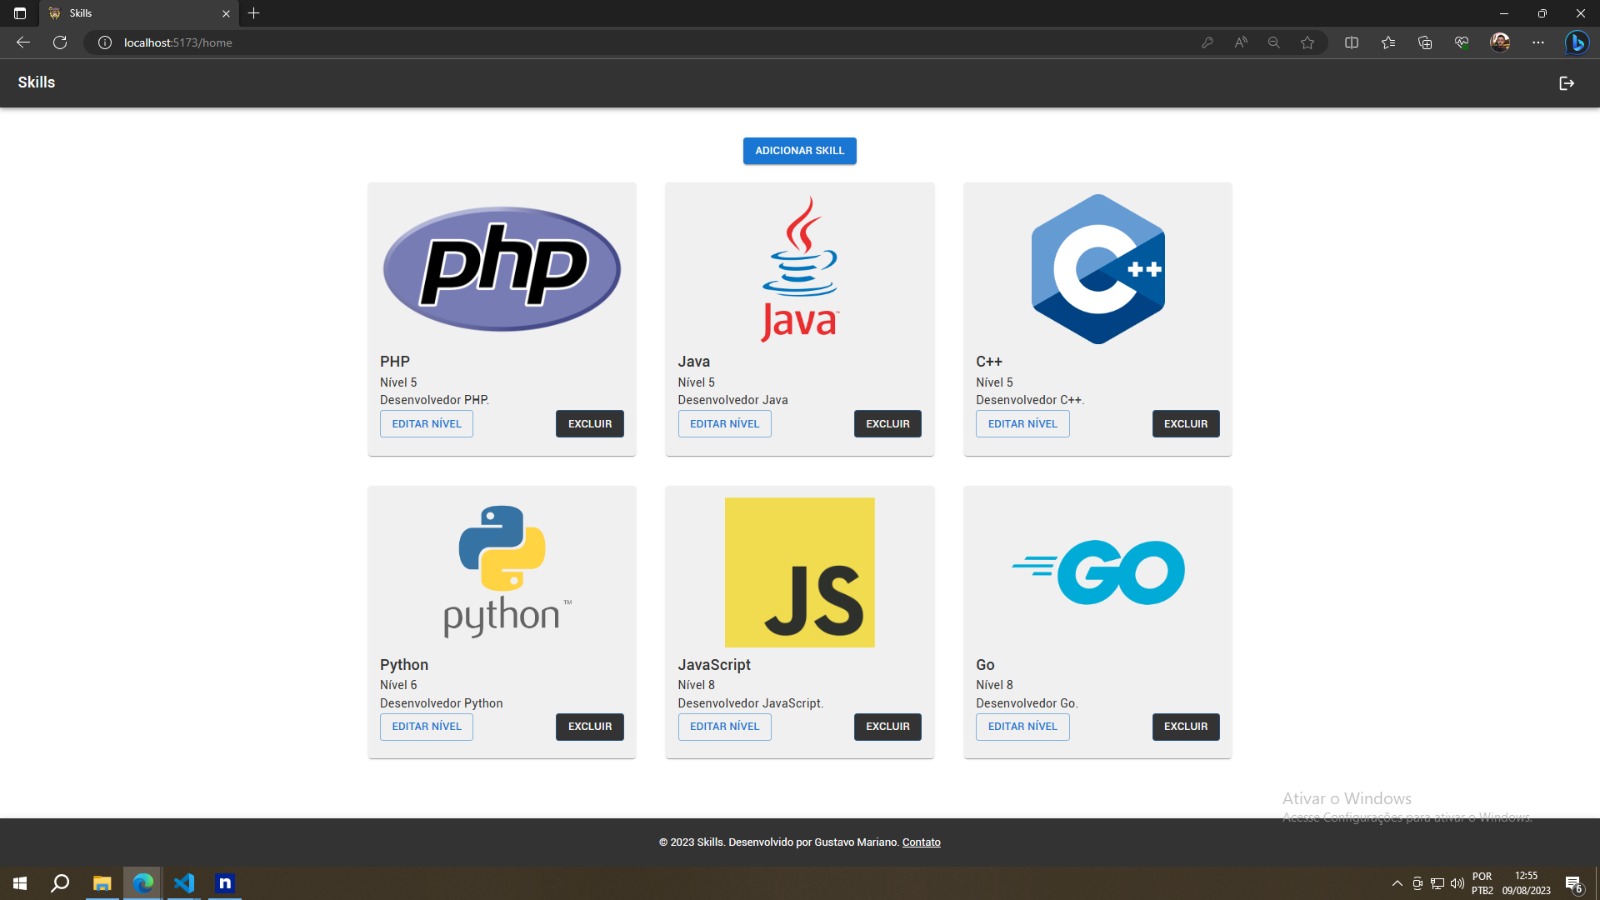 Skills
localhost:5173/home
Skills
ADICIONAR SKILL
php
PHP
Nível 5
Desenvolvedor PHP.
EDITAR NÍVEL
EXCLUIR
Java
Java
Nível 5
Desenvolvedor Java
EDITAR NÍVEL
EXCLUIR
C++
C++
Nível 5
Desenvolvedor C++.
EDITAR NÍVEL
EXCLUIR
python™
Python
Nível 6
Desenvolvedor Python
EDITAR NÍVEL
EXCLUIR
JS
JavaScript
Nível 8
Desenvolvedor JavaScript.
EDITAR NÍVEL
EXCLUIR
GO
Go
Nível 8
Desenvolvedor Go.
EDITAR NÍVEL
EXCLUIR
Ativar o Windows
Acesse Configurações para ativar o Windows.
© 2023 Skills. Desenvolvido por Gustavo Mariano. Contato
n
POR
PTB2
12:55
09/08/2023
6